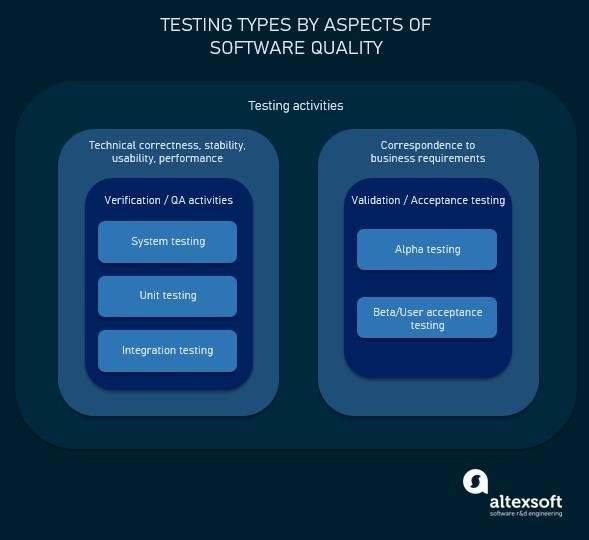 TESTING TYPES BY ASPECTS OF
SOFTWARE QUALITY
Testing activities
Technical correctness, stability,
usability, performance
Verification / QA activities
System testing
Unit testing
Integration testing
Correspondence to
business requirements
Validation / Acceptance testing
Alpha testing
Beta/User acceptance
testing
altexsoft
software r&d engineering